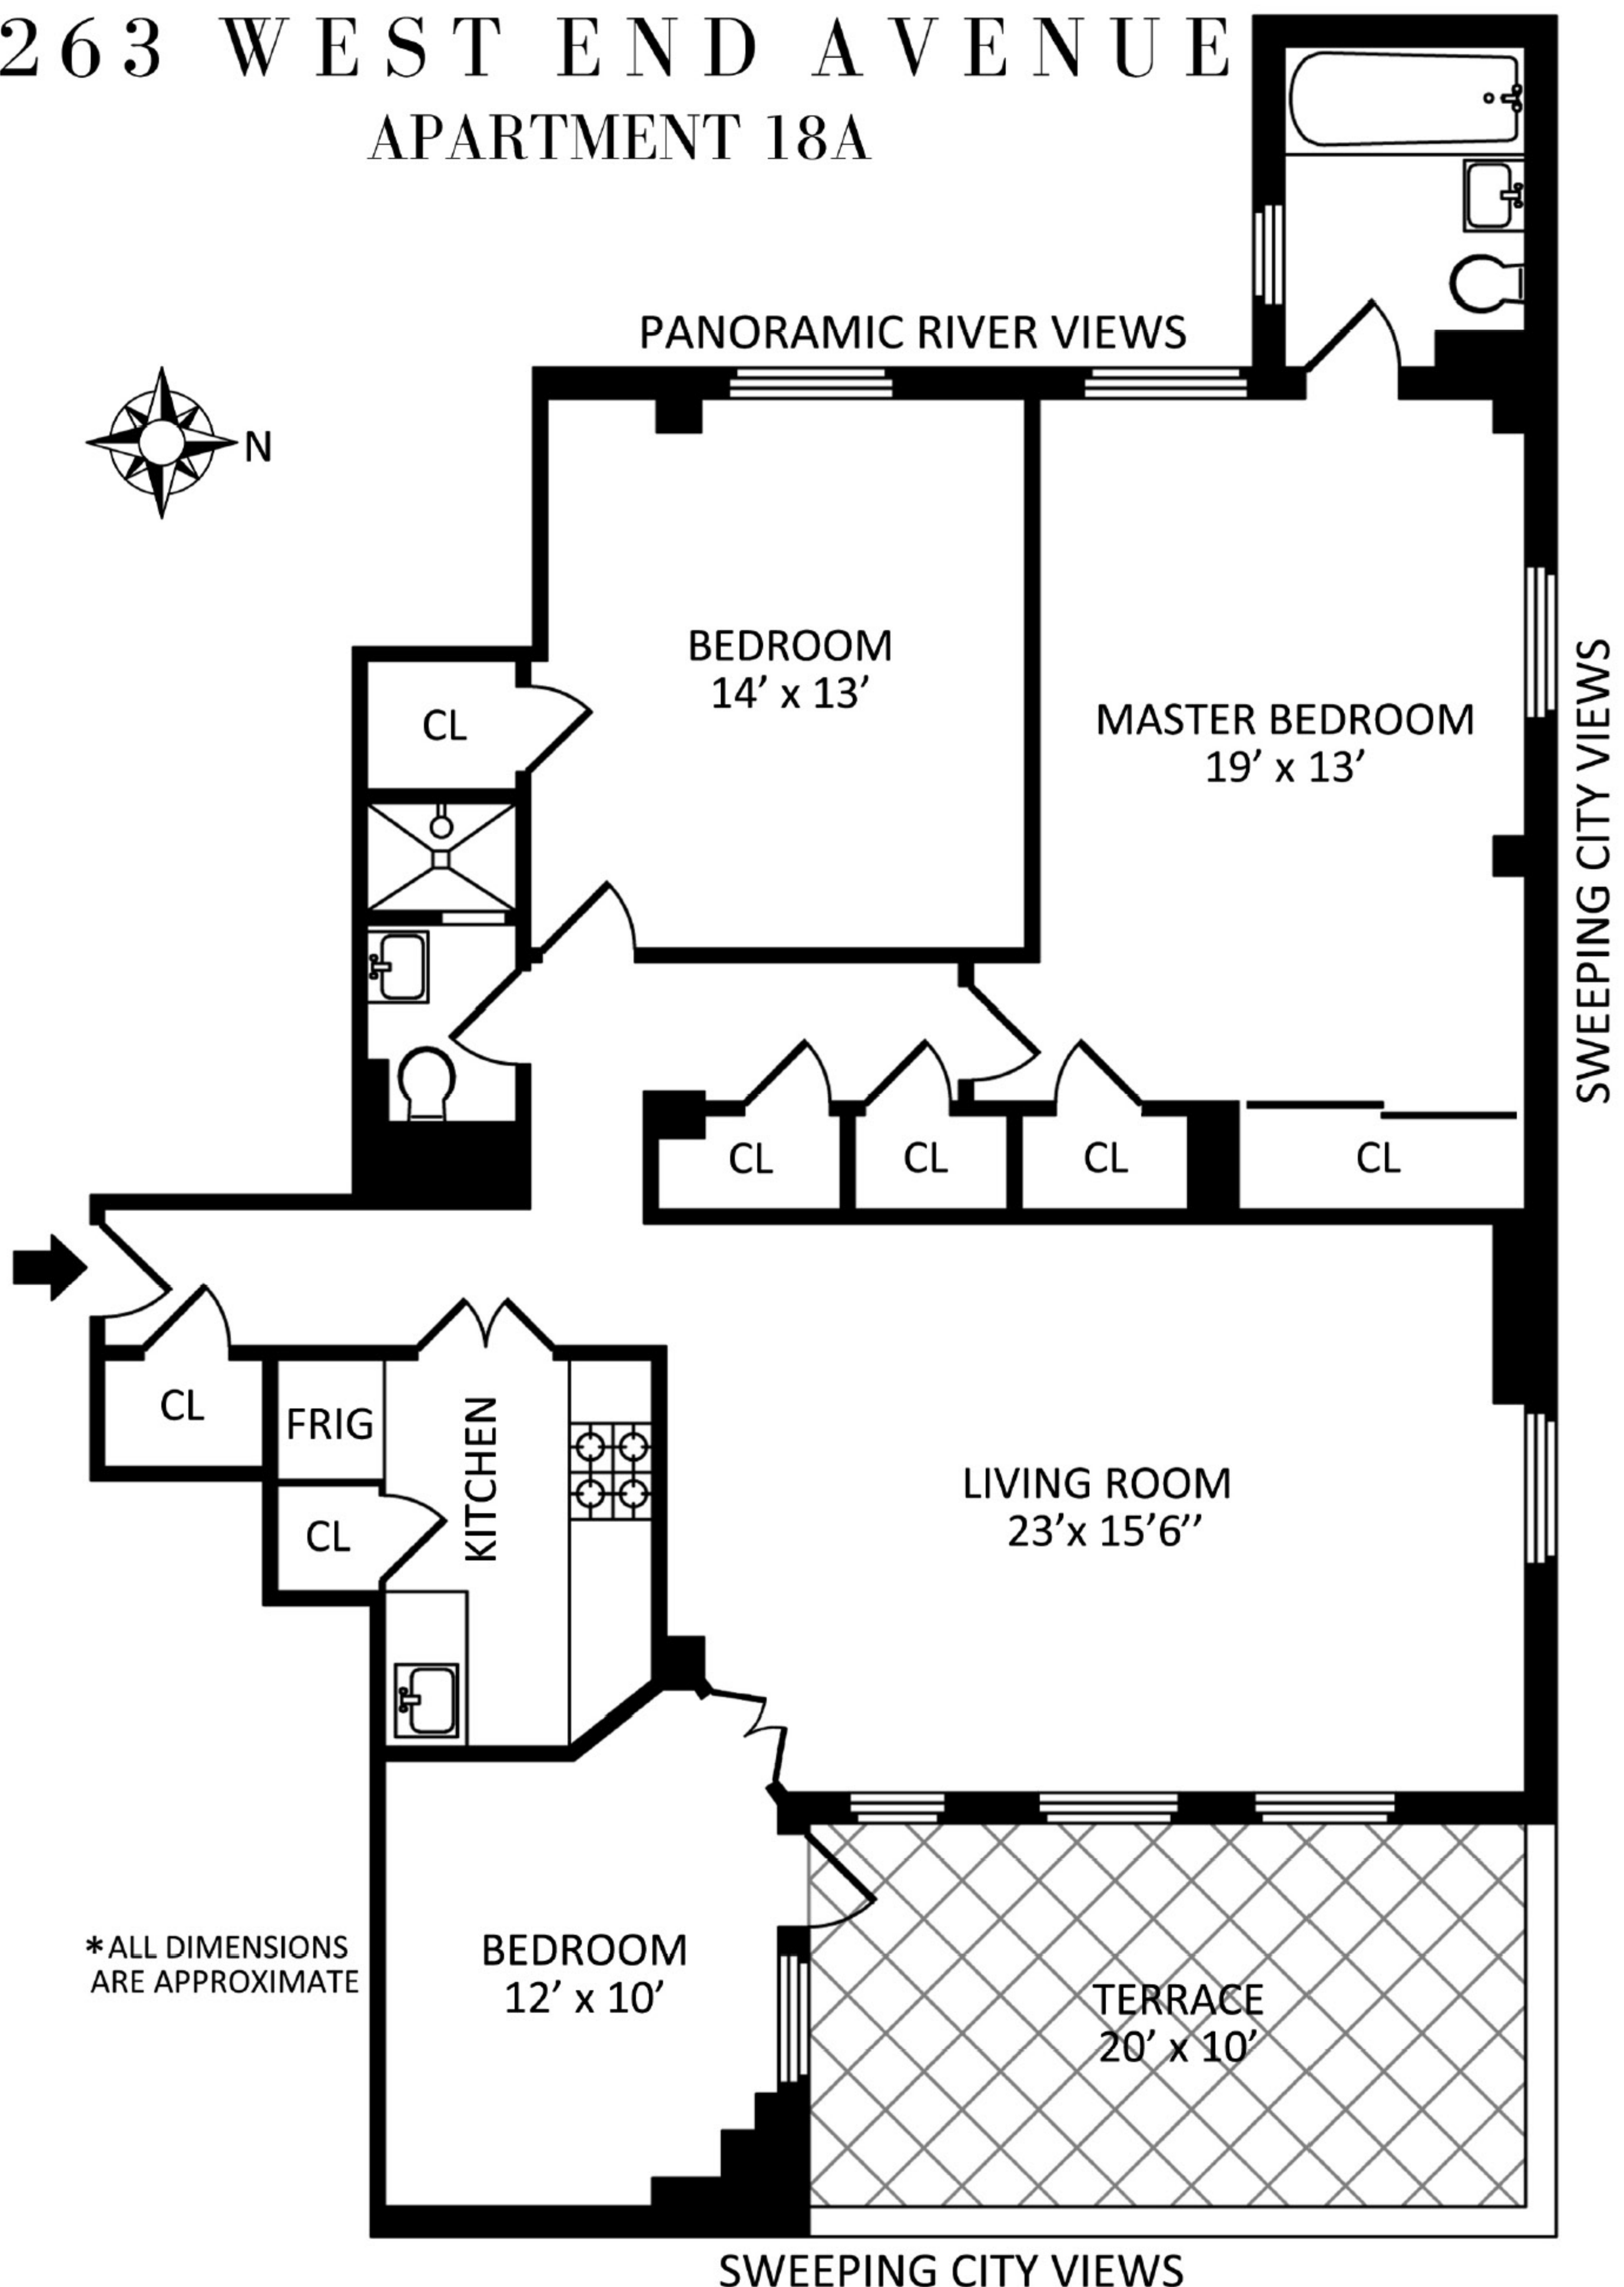 263 WEST END AVENUE
APARTMENT 18A
PANORAMIC RIVER VIEWS
N
BEDROOM
14’ x 13’
MASTER BEDROOM
19’ x 13’
SWEEPING CITY VIEWS
CL
CL
CL
CL
CL
CL
FRIG
KITCHEN
CL
LIVING ROOM
23’x 15’6’’
*ALL DIMENSIONS
ARE APPROXIMATE
BEDROOM
12’ x 10’
TERRACE
20’ x 10’
SWEEPING CITY VIEWS